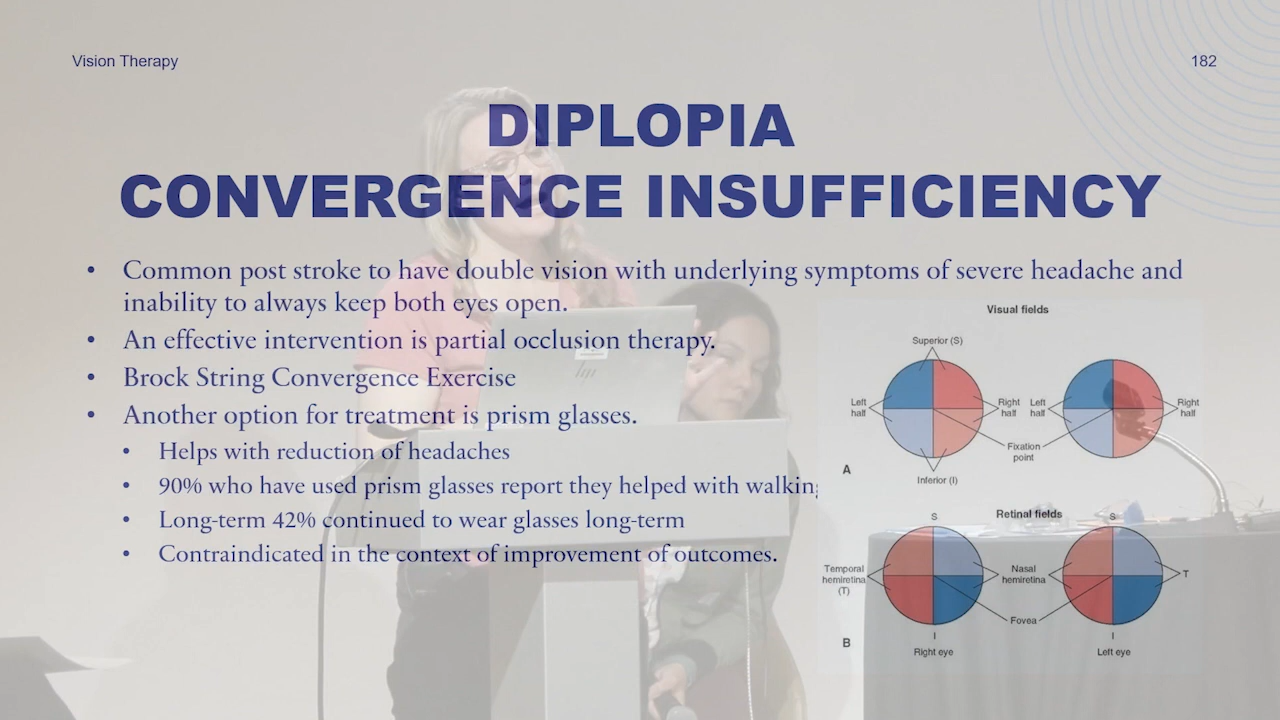 Vision Therapy
182
DIPLOPIA
CONVERGENCE INSUFFICIENCY
• Common post stroke to have double vision with underlying symptoms of severe headache and
inability to always keep both eyes open.
• An effective intervention is partial occlusion therapy.
• Brock String Convergence Exercise
• Another option for treatment is prism glasses.
• Helps with reduction of headaches
• 90% who have used prism glasses report they helped with
• Long-term 42% continued to wear glasses long-term
• Contraindicated in the context of improvement of outcomes.
Visual fields
Superior (S)
Left
half
Right
half
Left
half
Right
half
Fixation
point
A
Inferior (I)
Retinal fields
S
S
Temporal
hemiretina
(T)
Nasal
hemiretina
T
Fovea
B
I
I
Right eye
Left eye
hp